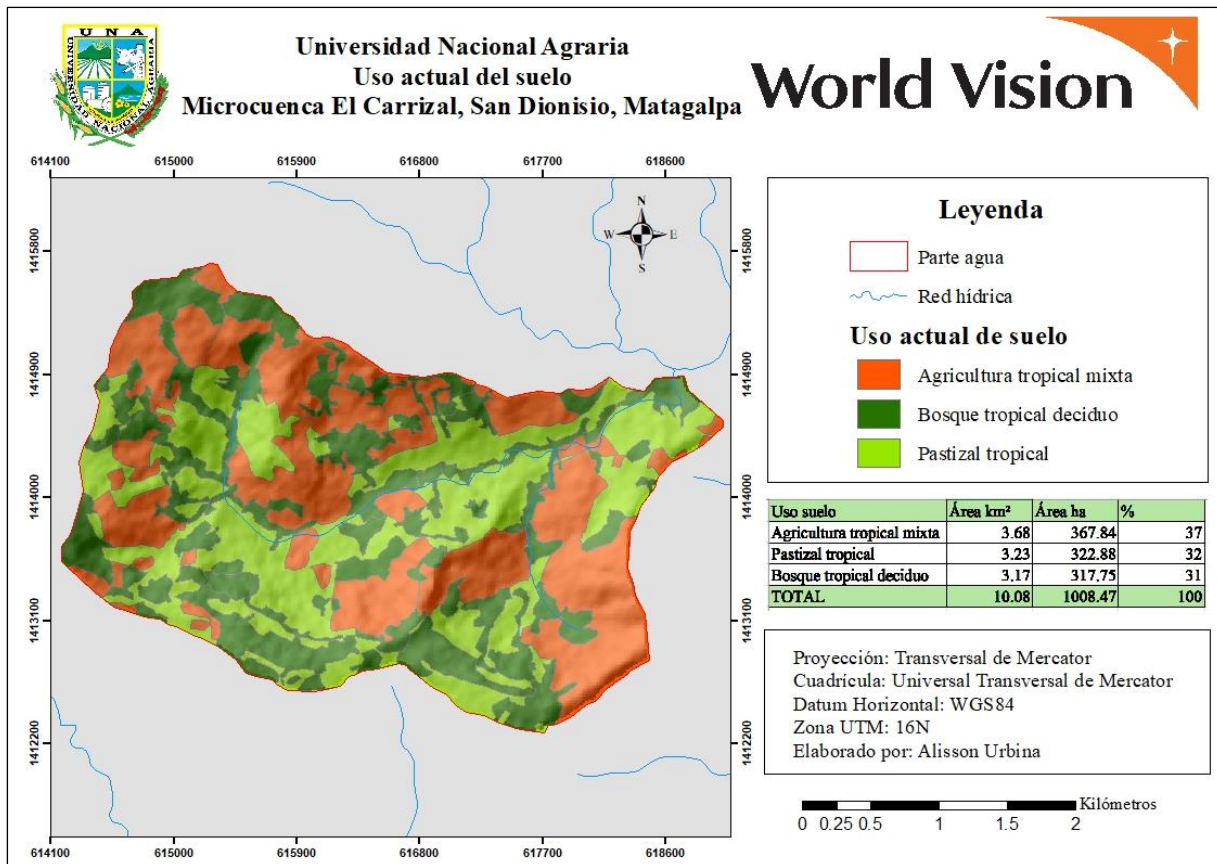 Universidad Nacional Agraria
Uso actual del suelo
Microcuenca El Carrizal, San Dionisio, Matagalpa
UNA
UNIVERSIDAD NACIONAL AGRARIA
World Vision
614100 615000 615900 616800 617700 618600
1415800 1415800
1414900 1414900
1414000 1414000
1413100 1413100
1412200 1412200
614100 615000 615900 616800 617700 618600
N
W E
S
Leyenda
Parte agua
Red hídrica
Uso actual de suelo
Agricultura tropical mixta
Bosque tropical deciduo
Pastizal tropical
Uso suelo Área km² Área ha %
Agricultura tropical mixta 3.68 367.84 37
Pastizal tropical 3.23 322.88 32
Bosque tropical deciduo 3.17 317.75 31
TOTAL 10.08 1008.47 100
Proyección: Transversal de Mercator
Cuadrícula: Universal Transversal de Mercator
Datum Horizontal: WGS84
Zona UTM: 16N
Elaborado por: Alisson Urbina
Kilómetros
0 0.25 0.5 1 1.5 2